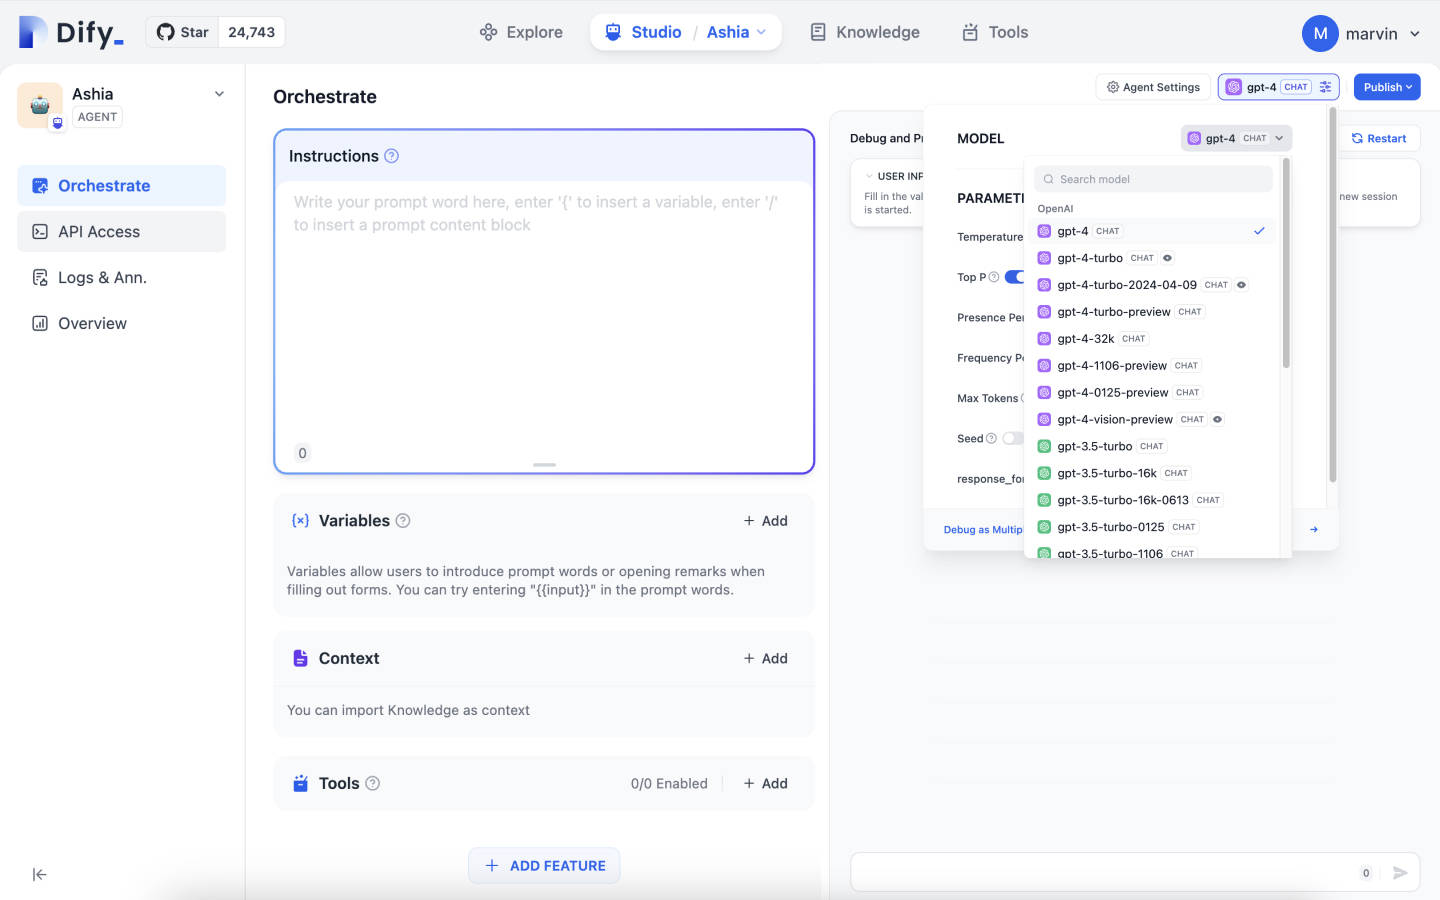 Dify_
Star 24,743
Explore
Studio / Ashia
Knowledge
Tools
M marvin
Ashia
AGENT
Orchestrate
API Access
Logs & Ann.
Overview
Orchestrate
Agent Settings
gpt-4 CHAT
Publish
Instructions
Write your prompt word here, enter '{' to insert a variable, enter '/'
to insert a prompt content block
0
Variables
+ Add
Variables allow users to introduce prompt words or opening remarks when
filling out forms. You can try entering "{{input}}" in the prompt words.
Context
+ Add
You can import Knowledge as context
Tools
0/0 Enabled
+ Add
+ ADD FEATURE
Debug and
Restart
USER
Fill in the
new session
is started.
MODEL
gpt-4 CHAT
Temperature
Top P
Presence
Frequency
Max Tokens
Seed
Debug as
Search model
OpenAI
gpt-4 CHAT
gpt-4-turbo CHAT
gpt-4-turbo-2024-04-09 CHAT
gpt-4-turbo-preview CHAT
gpt-4-32k CHAT
gpt-4-1106-preview CHAT
gpt-4-0125-preview CHAT
gpt-4-vision-preview CHAT
gpt-3.5-turbo CHAT
gpt-3.5-turbo-16k CHAT
gpt-3.5-turbo-16k-0613 CHAT
gpt-3.5-turbo-0125 CHAT
gpt-3.5-turbo-1106 CHAT
0